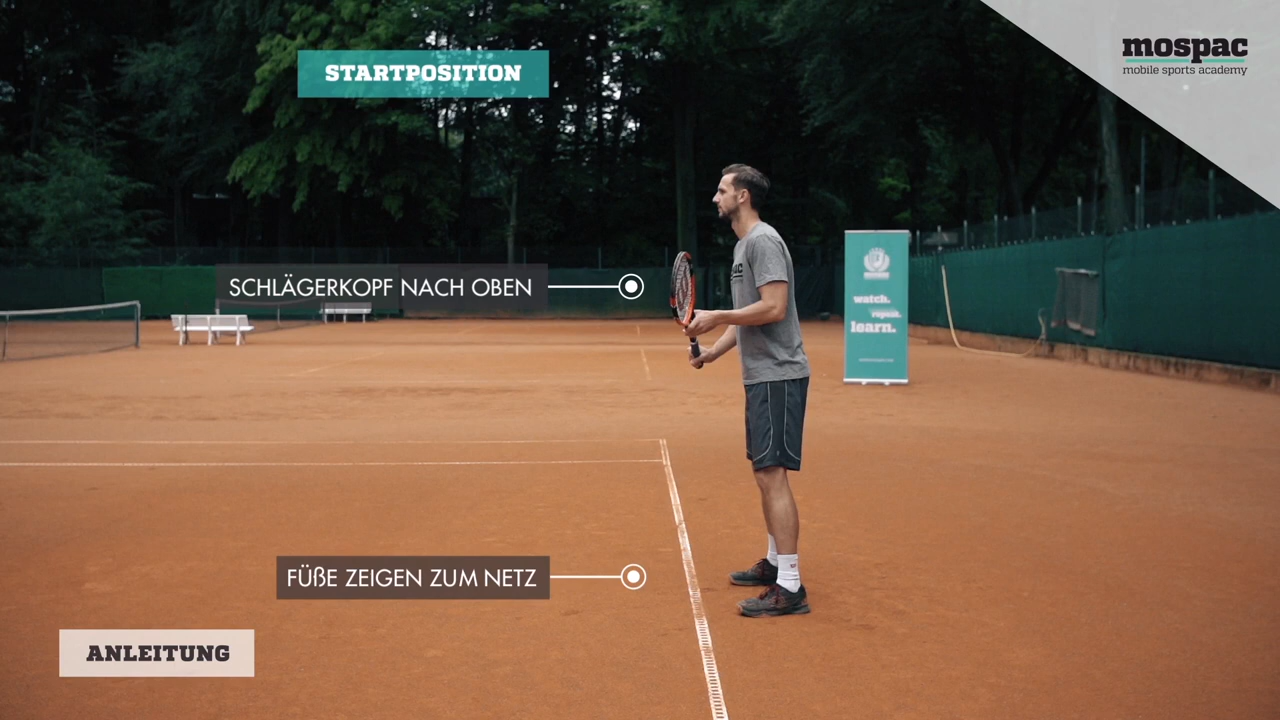 STARTPOSITION
mospac
mobile sports academy
SCHLÄGERKOPF NACH OBEN
watch.
repeat.
learn.
FÜßE ZEIGEN ZUM NETZ
ANLEITUNG